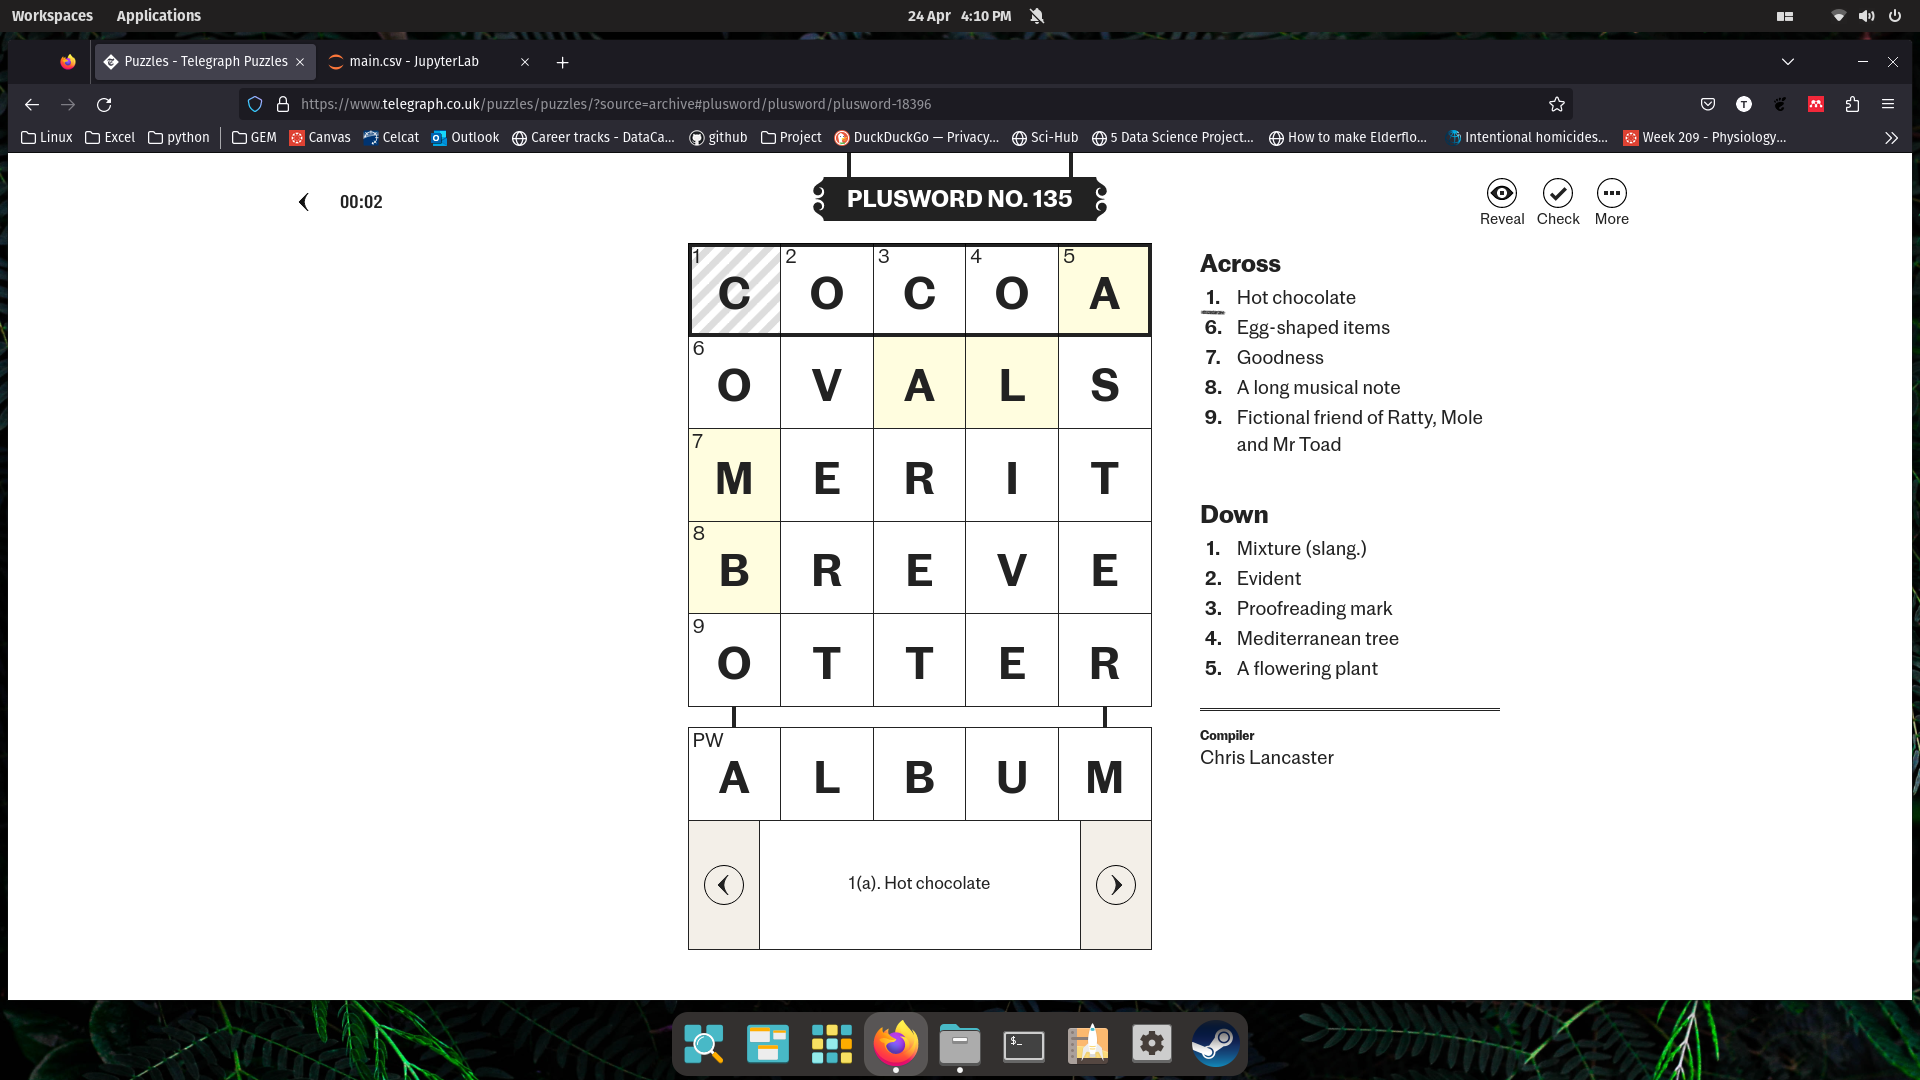 Workspaces Applications 24 Apr 4:10 PM
Puzzles - Telegraph Puzzles main.csv - JupyterLab
https://www.telegraph.co.uk/puzzles/puzzles/?source=archive#plusword/plusword/plusword-18396
Linux Excel python GEM Canvas Celcat Outlook Career tracks - DataCa... github Project DuckDuckGo — Privacy... Sci-Hub 5 Data Science Project... How to make Elderflo... Intentional homicides... Week 209 - Physiology...
00:02
PLUSWORD NO. 135
Reveal Check More
1 C 2 O 3 C 4 O 5 A
6 O V A L S
7 M E R I T
8 B R E V E
9 O T T E R
PW A L B U M
1(a). Hot chocolate
Across
1. Hot chocolate
6. Egg-shaped items
7. Goodness
8. A long musical note
9. Fictional friend of Ratty, Mole
and Mr Toad
Down
1. Mixture (slang.)
2. Evident
3. Proofreading mark
4. Mediterranean tree
5. A flowering plant
Compiler
Chris Lancaster
$_